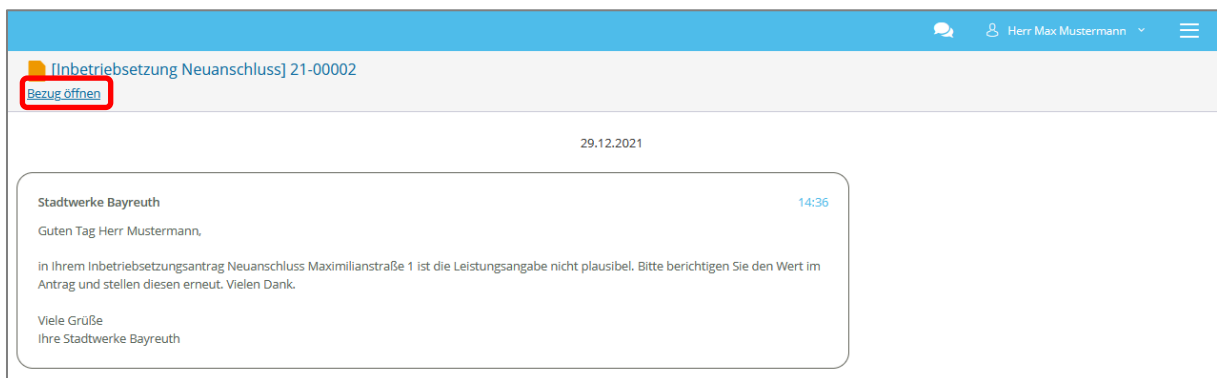 Herr Max Mustermann
[Inbetriebsetzung Neuanschluss] 21-00002
Bezug öffnen
29.12.2021
Stadtwerke Bayreuth 14:36
Guten Tag Herr Mustermann,
in Ihrem Inbetriebsetzungsantrag Neuanschluss Maximilianstraße 1 ist die Leistungsangabe nicht plausibel. Bitte berichtigen Sie den Wert im
Antrag und stellen diesen erneut. Vielen Dank.
Viele Grüße
Ihre Stadtwerke Bayreuth